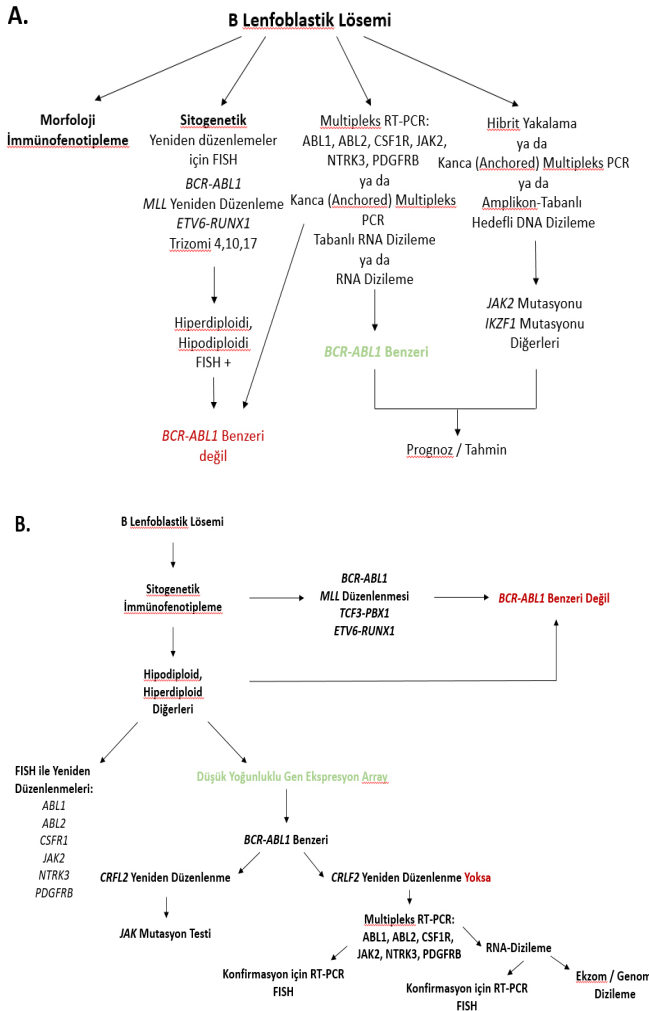 A.
B Lenfoblastik Lösemi
Morfoloji
İmmünofenotipleme
Sitogenetik
Yeniden düzenlemeler
için FISH
BCR-ABL1
MLL Yeniden Düzenleme
ETV6-RUNX1
Trizomi 4,10,17
Hiperdiploidi,
Hipodiploidi
FISH +
BCR-ABL1 Benzeri
değil
Multipleks RT-PCR:
ABL1, ABL2, CSF1R, JAK2,
NTRK3, PDGFRB
ya da
Kanca (Anchored) Multipleks
PCR
Tabanlı RNA Dizileme
ya da
RNA Dizileme
BCR-ABL1 Benzeri
Hibrit Yakalama
ya da
Kanca (Anchored) Multipleks PCR
ya da
Amplikon-Tabanlı
Hedefli DNA Dizileme
JAK2 Mutasyonu
IKZF1 Mutasyonu
Diğerleri
Prognoz / Tahmin
B.
B Lenfoblastik Lösemi
Sitogenetik
İmmünofenotipleme
BCR-ABL1
MLL Düzenlenmesi
TCF3-PBX1
ETV6-RUNX1
BCR-ABL1 Benzeri Değil
Hipodiploid,
Hiperdiploid
Diğerleri
FISH ile Yeniden
Düzenlenmeleri:
ABL1
ABL2
CSFR1
JAK2
NTRK3
PDGFRB
Düşük Yoğunluklu Gen Ekspresyon Array
BCR-ABL1 Benzeri
CRFL2 Yeniden Düzenleme
JAK Mutasyon Testi
CRLF2 Yeniden Düzenleme Yoksa
Multipleks RT-PCR:
ABL1, ABL2, CSF1R,
JAK2, NTRK3, PDGFRB
RNA-Dizileme
Konfirmasyon için RT-PCR
FISH
Konfirmasyon için RT-PCR
FISH
Ekzom / Genom
Dizileme